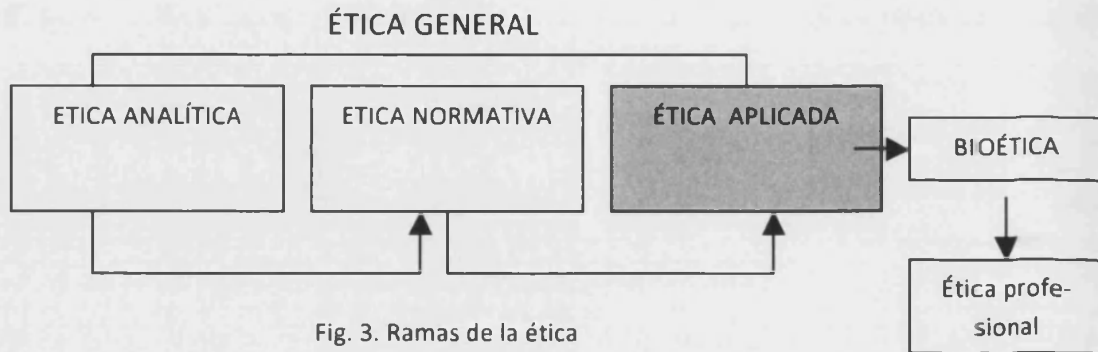 ÉTICA GENERAL
ETICA ANALÍTICA
ETICA NORMATIVA
ÉTICA APLICADA
BIOÉTICA
Ética profe-
sional
Fig. 3. Ramas de la ética